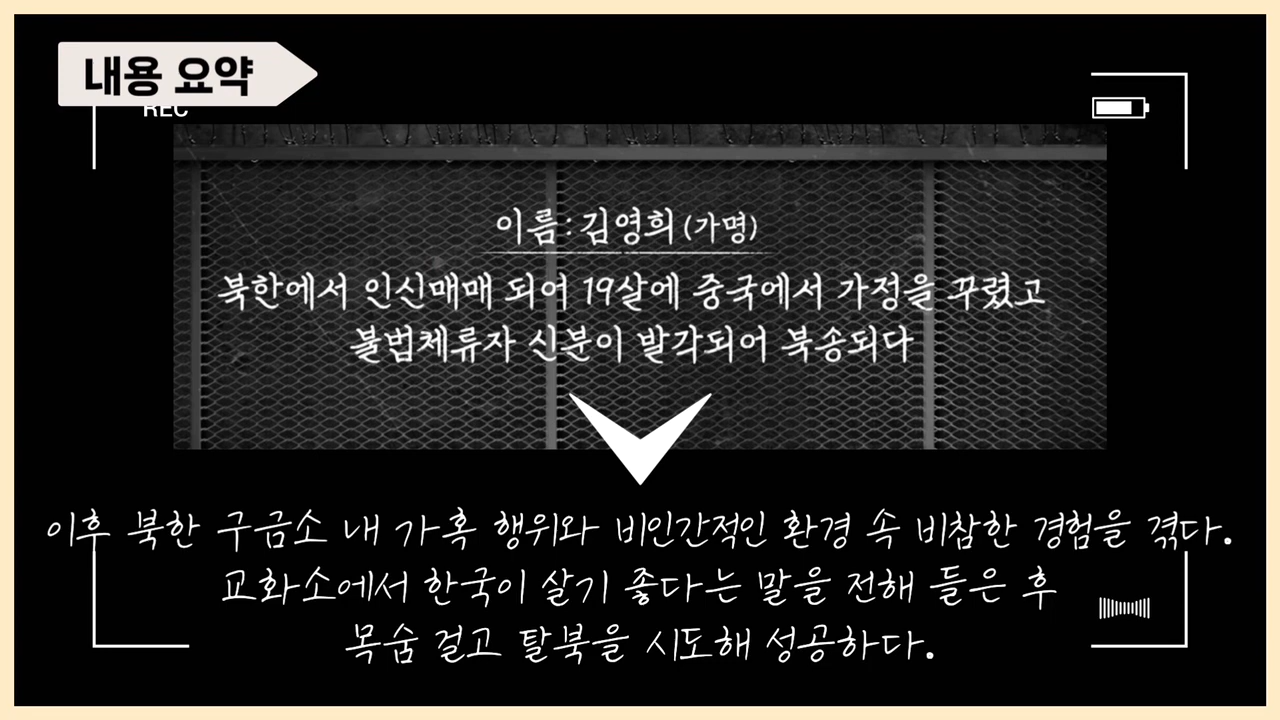 내용 요약
REC
이름 : 김영희 (가명)
북한에서 인신매매 되여 19살에 중국에서 가정을 꾸렸고
불법체류자 신분이 발각되어 북송되다
이후 북한 구금소 내 가혹 행위와 비인간적인 환경 속 비참한 경험을 겪다.
교화소에서 한국이 살기 좋다는 말을 전해 들은 후
목숨 걸고 탈북을 시도해 성공하다.